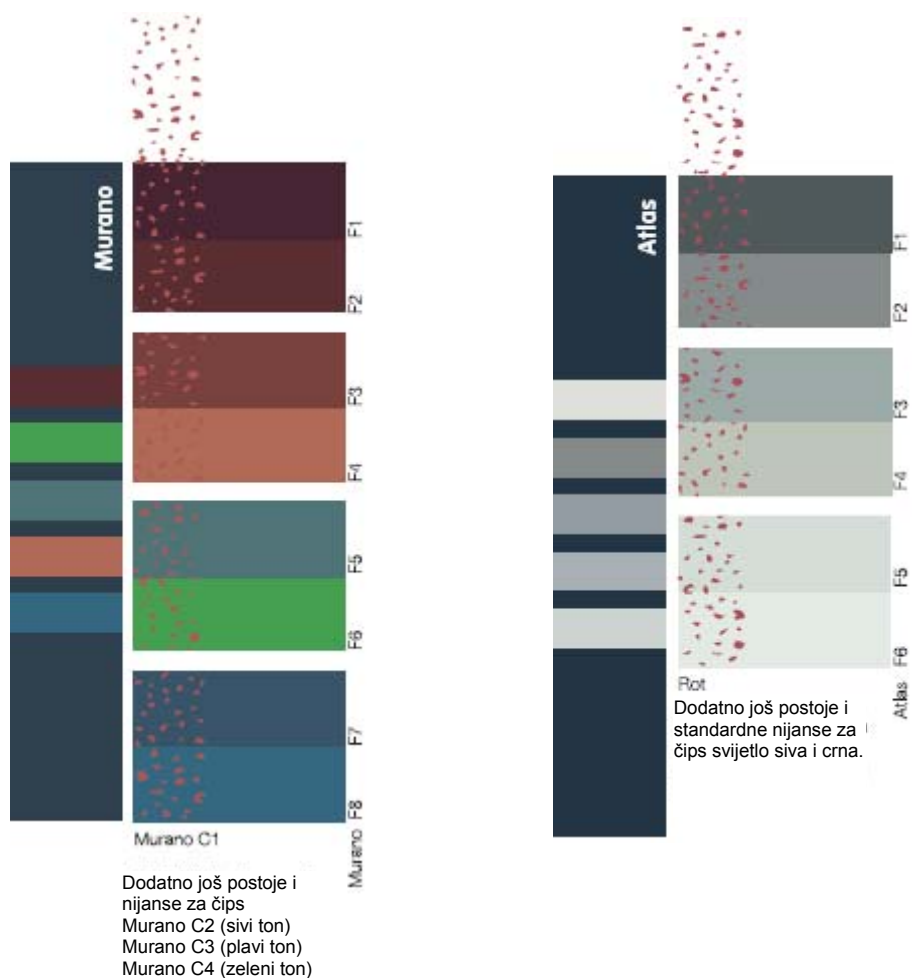 Murano
F1
F2
F3
F4
F5
F6
F7
F8
Murano
Murano C1
Dodatno još postoje i
nijanse za čips
Murano C2 (sivi ton)
Murano C3 (plavi ton)
Murano C4 (zeleni ton)
Atlas
F1
F2
F3
F4
F5
F6
Atlas
Rot
Dodatno još postoje i
standardne nijanse za
čips svijetlo siva i crna.